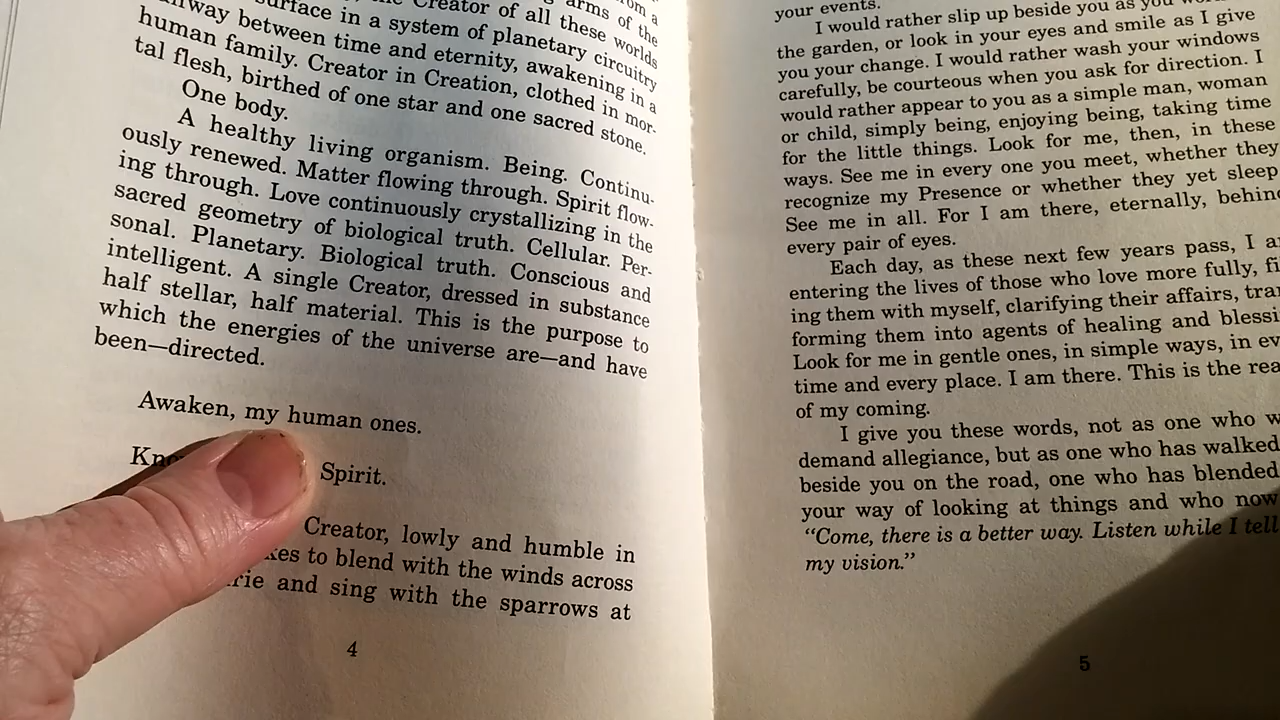 from a
arms of the
Creator of all these worlds
surface in a system of planetary circuitry
between time and eternity, awakening in a
human family. Creator in Creation, clothed in mor-
tal flesh, birthed of one star and one sacred stone.
One body.
A healthy living organism. Being. Continu-
ously renewed. Matter flowing through. Spirit flow-
ing through. Love continuously crystallizing in the
sacred geometry of biological truth. Cellular. Per-
sonal. Planetary. Biological truth. Conscious and
intelligent. A single Creator, dressed in substance
half stellar, half material. This is the purpose to
which the energies of the universe are—and have
been—directed.
Awaken, my human ones.
Spirit.
Creator, lowly and humble in
to blend with the winds across
and sing with the sparrows at
4
your events.
I would rather slip up beside you as you
the garden, or look in your eyes and smile as I give
you your change. I would rather wash your windows
carefully, be courteous when you ask for direction. I
would rather appear to you as a simple man, woman
or child, simply being, enjoying being, taking time
for the little things. Look for me, then, in these
ways. See me in every one you meet, whether they
recognize my Presence or whether they yet sleep
See me in all. For I am there, eternally, behin
every pair of eyes.
Each day, as these next few years pass, I a
entering the lives of those who love more fully, fi
ing them with myself, clarifying their affairs, tra
forming them into agents of healing and blessi
Look for me in gentle ones, in simple ways, in ev
time and every place. I am there. This is the rea
of my coming.
I give you these words, not as one who w
demand allegiance, but as one who has walked
beside you on the road, one who has blended
your way of looking at things and who now
“Come, there is a better way. Listen while I tell
my vision.”
5